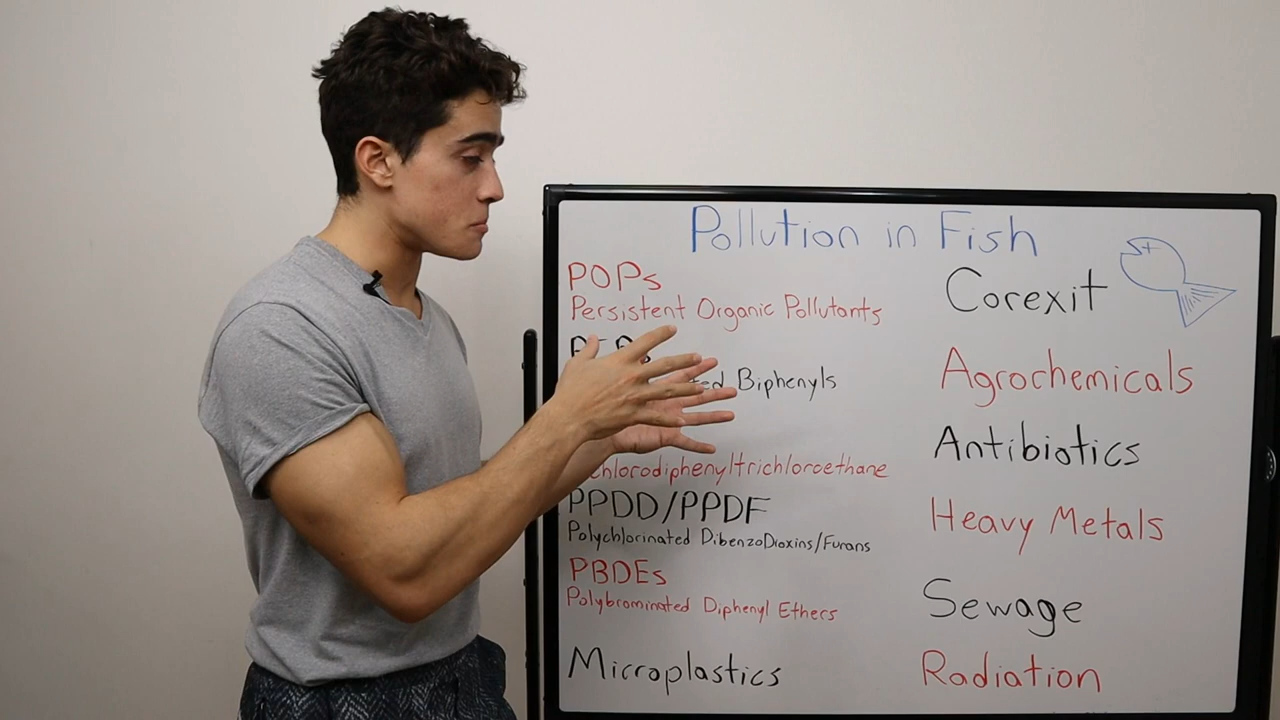 Pollution in Fish
POPs
Persistent Organic Pollutants
Biphenyls
PPDD/PPDF
Polychlorinated DibenzoDioxins/Furans
PBDEs
Polybrominated Diphenyl Ethers
Microplastics
Corexit
Agrochemicals
Antibiotics
Heavy Metals
Sewage
Radiation